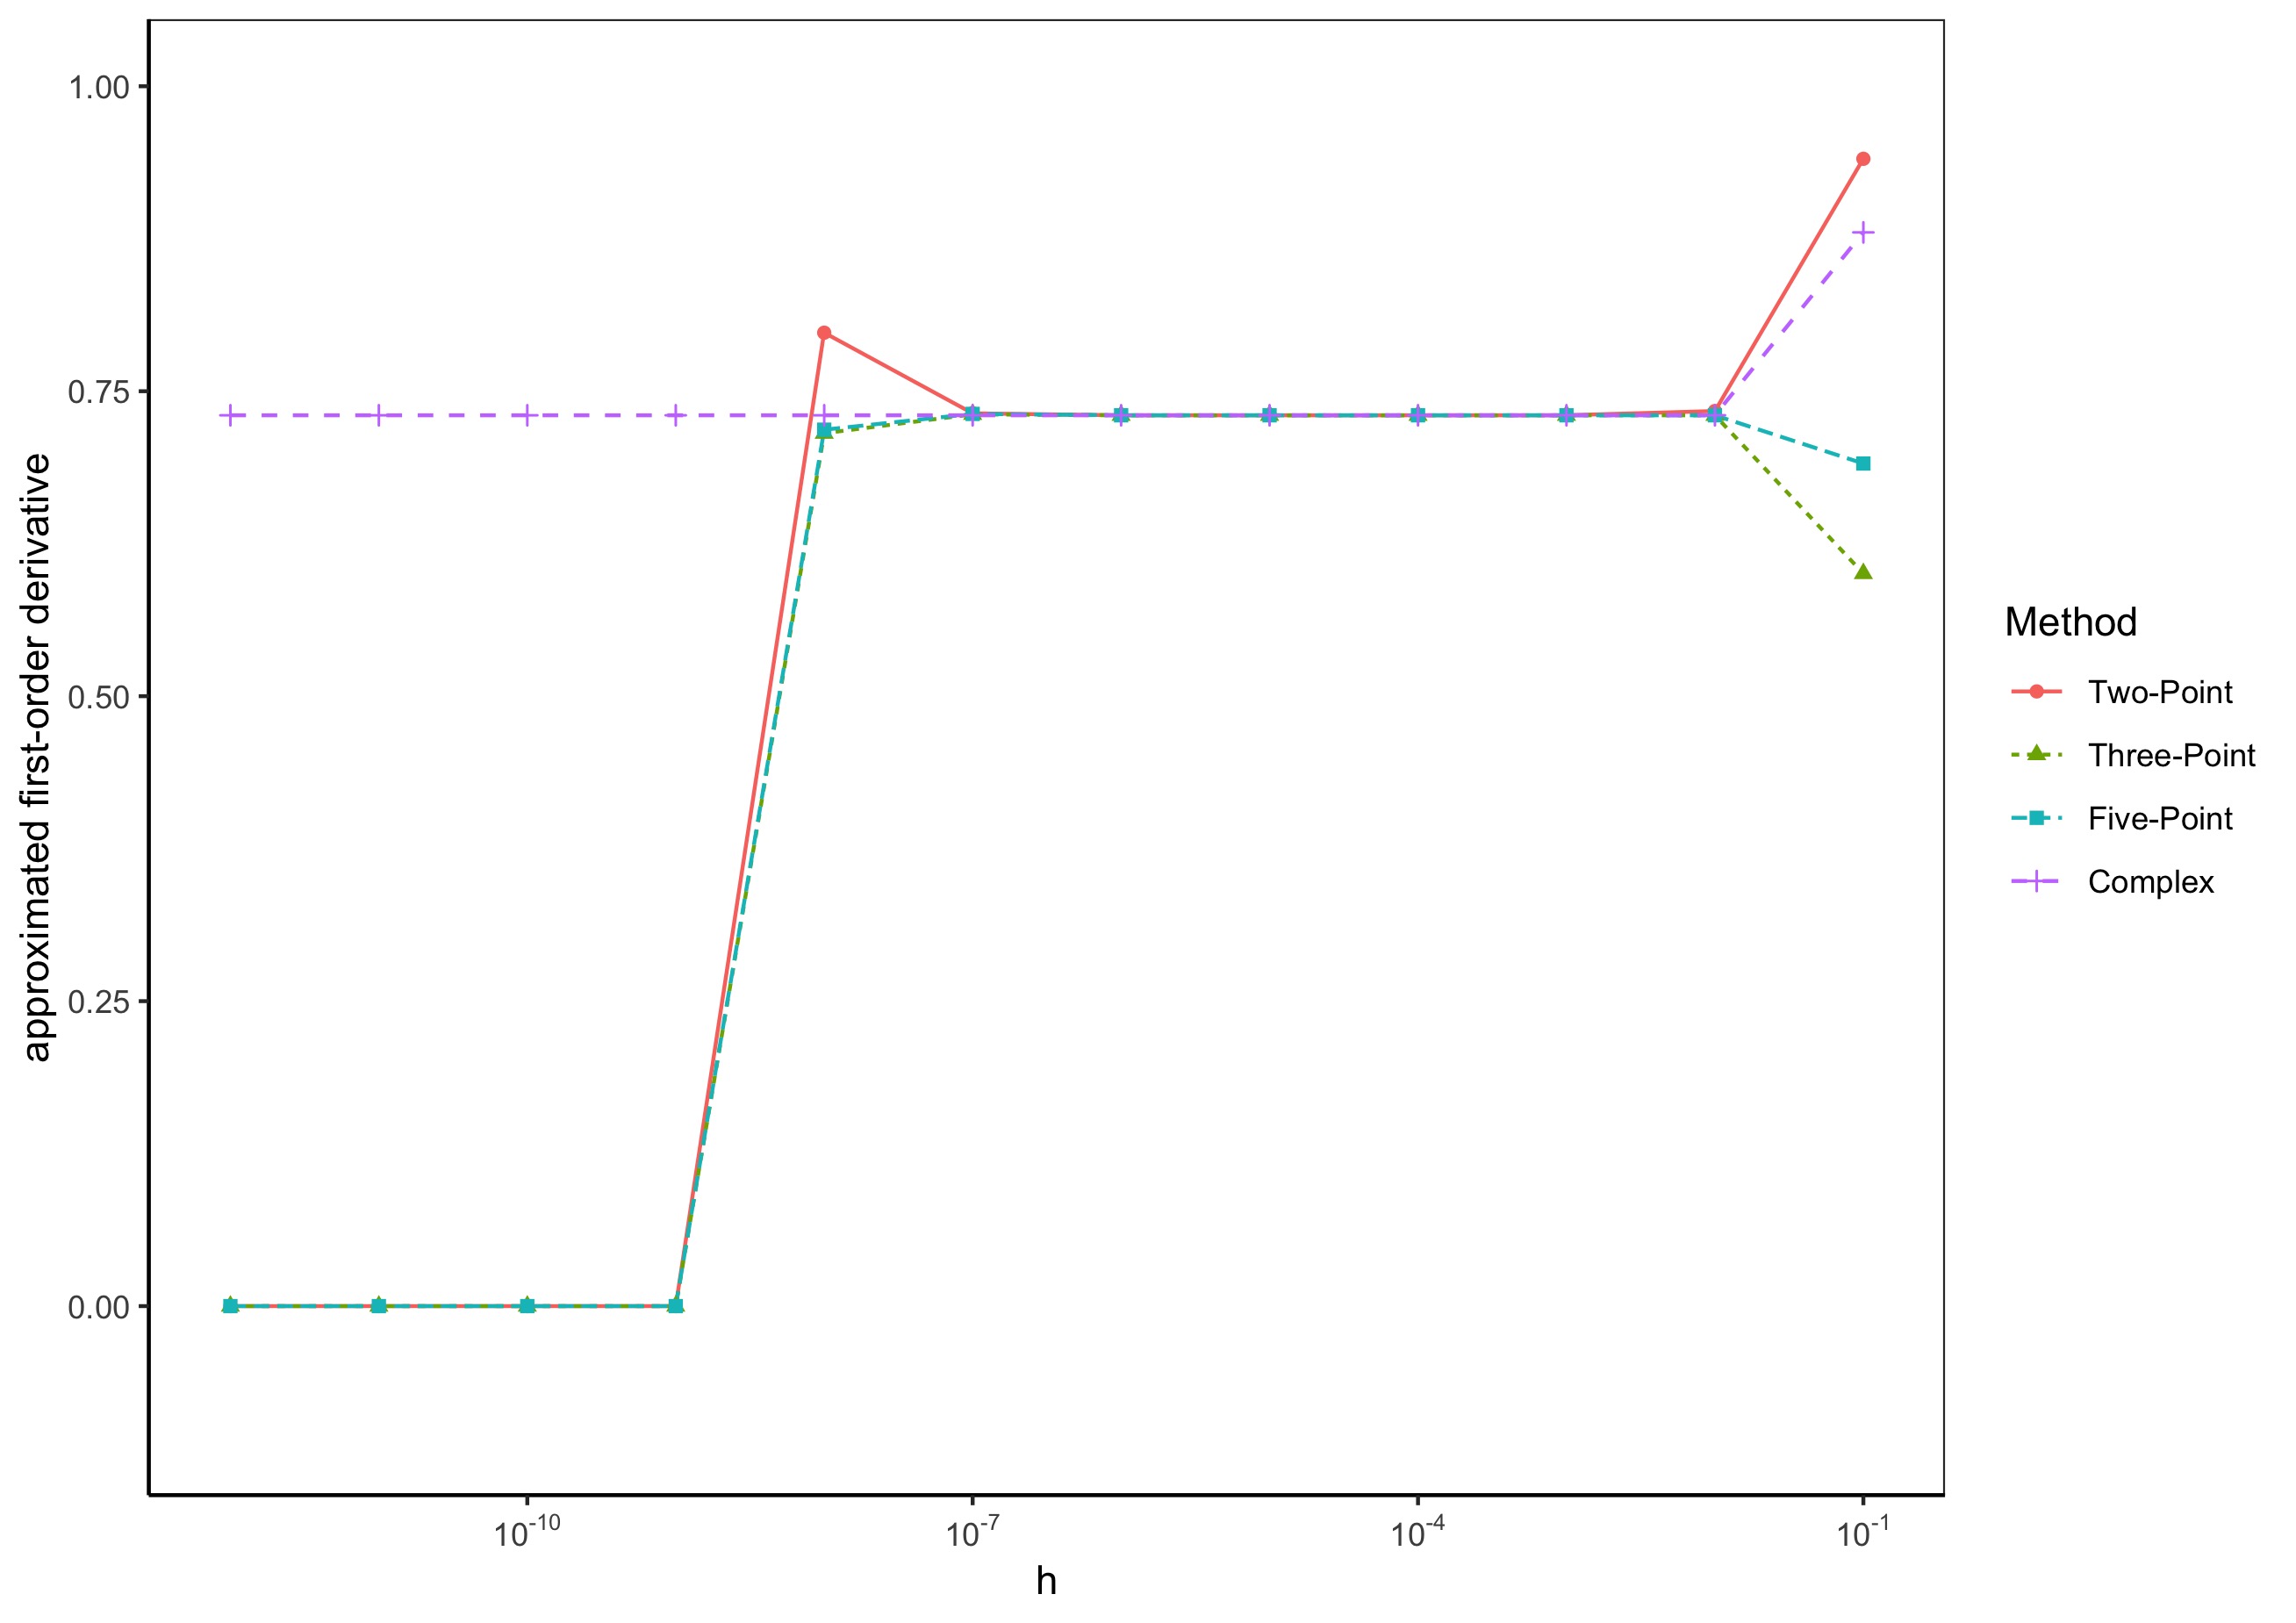 1.00
0.75
0.50
0.25
0.00
approximated first-order derivative
10⁻¹⁰
10⁻⁷
10⁻⁴
10⁻¹
h
Method
Two-Point
Three-Point
Five-Point
Complex